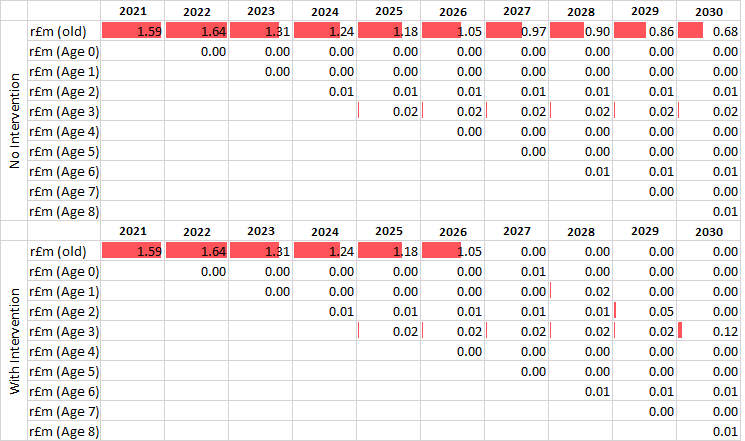 2021 2022 2023 2024 2025 2026 2027 2028 2029 2030
No Intervention
r£m (old) 1.59 1.64 1.31 1.24 1.18 1.05 0.97 0.90 0.86 0.68
r£m (Age 0) 0.00 0.00 0.00 0.00 0.00 0.00 0.00 0.00 0.00
r£m (Age 1) 0.00 0.00 0.00 0.00 0.00 0.00 0.00 0.00
r£m (Age 2) 0.01 0.01 0.01 0.01 0.01 0.01 0.01
r£m (Age 3) 0.02 0.02 0.02 0.02 0.02 0.02
r£m (Age 4) 0.00 0.00 0.00 0.00 0.00
r£m (Age 5) 0.00 0.00 0.00 0.00
r£m (Age 6) 0.01 0.01 0.01
r£m (Age 7) 0.00 0.00
r£m (Age 8) 0.01
2021 2022 2023 2024 2025 2026 2027 2028 2029 2030
With Intervention
r£m (old) 1.59 1.64 1.31 1.24 1.18 1.05 0.00 0.00 0.00 0.00
r£m (Age 0) 0.00 0.00 0.00 0.00 0.00 0.01 0.00 0.00 0.00
r£m (Age 1) 0.00 0.00 0.00 0.00 0.00 0.02 0.00 0.00
r£m (Age 2) 0.01 0.01 0.01 0.01 0.01 0.05 0.00
r£m (Age 3) 0.02 0.02 0.02 0.02 0.02 0.12
r£m (Age 4) 0.00 0.00 0.00 0.00 0.00
r£m (Age 5) 0.00 0.00 0.00 0.00
r£m (Age 6) 0.01 0.01 0.01
r£m (Age 7) 0.00 0.00
r£m (Age 8) 0.01